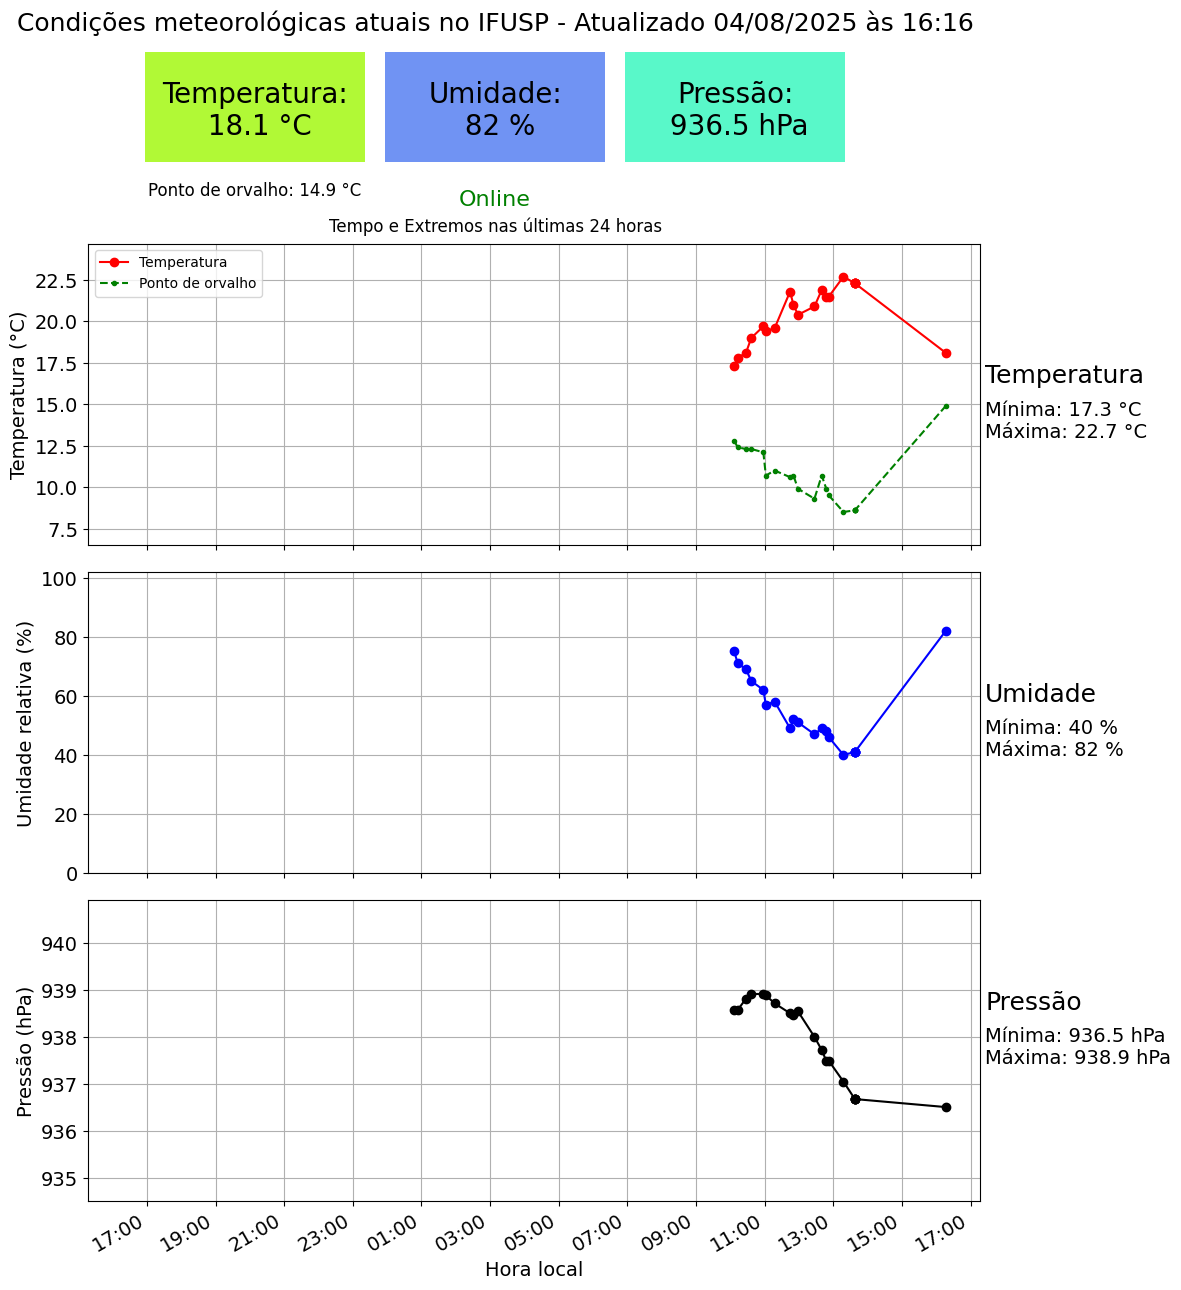 Condições meteorológicas atuais no IFUSP - Atualizado 04/08/2025 às 16:16
Temperatura:
18.1 °C
Umidade:
82 %
Pressão:
936.5 hPa
Ponto de orvalho: 14.9 °C
Online
Tempo e Extremos nas últimas 24 horas
Temperatura
Ponto de orvalho
Temperatura (°C)
22.5
20.0
17.5
15.0
12.5
10.0
7.5
Temperatura
Mínima: 17.3 °C
Máxima: 22.7 °C
Umidade relativa (%)
100
80
60
40
20
0
Umidade
Mínima: 40 %
Máxima: 82 %
Pressão (hPa)
940
939
938
937
936
935
Pressão
Mínima: 936.5 hPa
Máxima: 938.9 hPa
17:00
19:00
21:00
23:00
01:00
03:00
05:00
07:00
09:00
11:00
13:00
15:00
17:00
Hora local